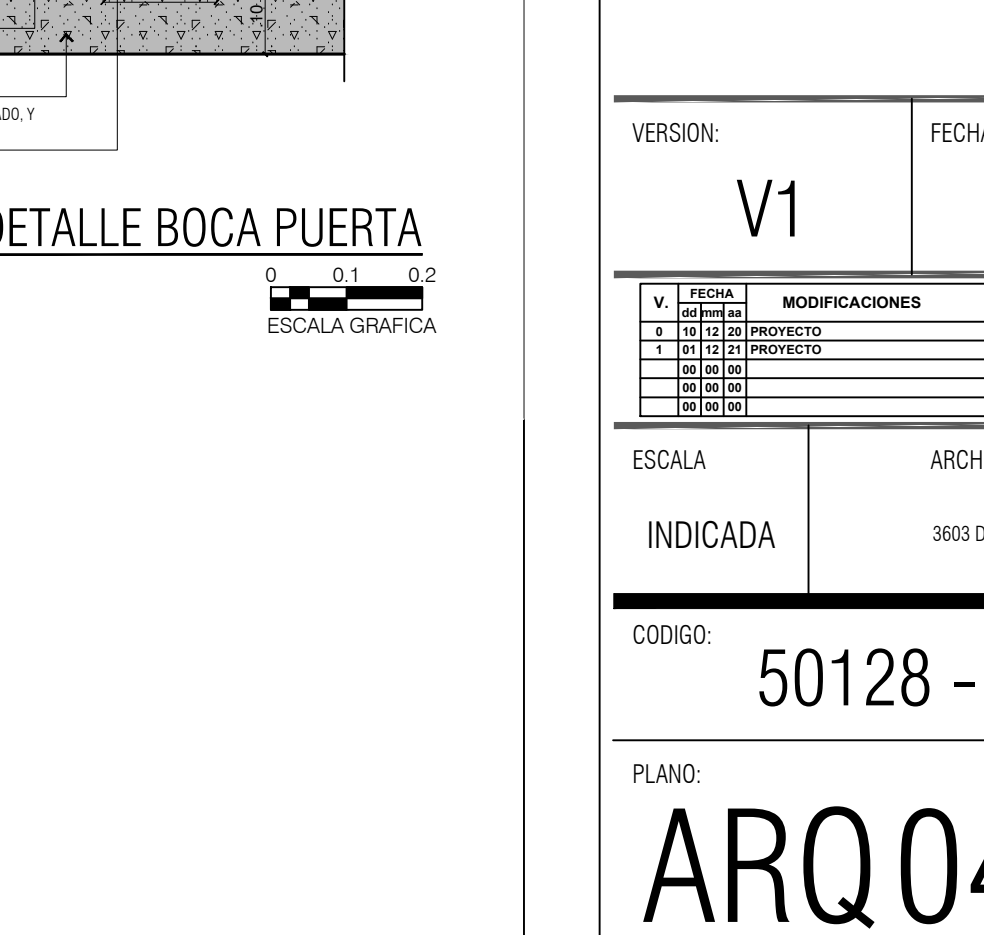 .10
ADO, Y
DETALLE BOCA PUERTA
0 0.1 0.2
ESCALA GRAFICA
VERSION:
FECHA
V1
V. FECHA MODIFICACIONES
dd mm aa
0 10 12 20 PROYECTO
1 01 12 21 PROYECTO
00 00 00
00 00 00
00 00 00
ESCALA
ARCH
INDICADA
3603 D
CODIGO:
50128 -
PLANO:
ARQ 04